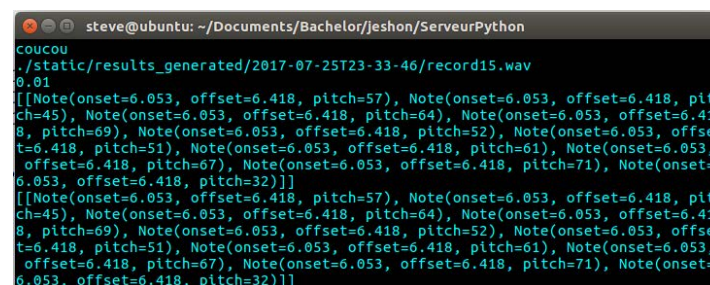 steve@ubuntu: ~/Documents/Bachelor/jeshon/ServeurPython
coucou
./static/results_generated/2017-07-25T23-33-46/record15.wav
0.01
[[Note(onset=6.053, offset=6.418, pitch=57), Note(onset=6.053, offset=6.418, pit
ch=45), Note(onset=6.053, offset=6.418, pitch=64), Note(onset=6.053, offset=6.41
8, pitch=69), Note(onset=6.053, offset=6.418, pitch=52), Note(onset=6.053, offse
t=6.418, pitch=51), Note(onset=6.053, offset=6.418, pitch=61), Note(onset=6.053,
offset=6.418, pitch=67), Note(onset=6.053, offset=6.418, pitch=71), Note(onset=
6.053, offset=6.418, pitch=32)]]
[[Note(onset=6.053, offset=6.418, pitch=57), Note(onset=6.053, offset=6.418, pit
ch=45), Note(onset=6.053, offset=6.418, pitch=64), Note(onset=6.053, offset=6.41
8, pitch=69), Note(onset=6.053, offset=6.418, pitch=52), Note(onset=6.053, offse
t=6.418, pitch=51), Note(onset=6.053, offset=6.418, pitch=61), Note(onset=6.053,
offset=6.418, pitch=67), Note(onset=6.053, offset=6.418, pitch=71), Note(onset=
6.053, offset=6.418, pitch=32)]]